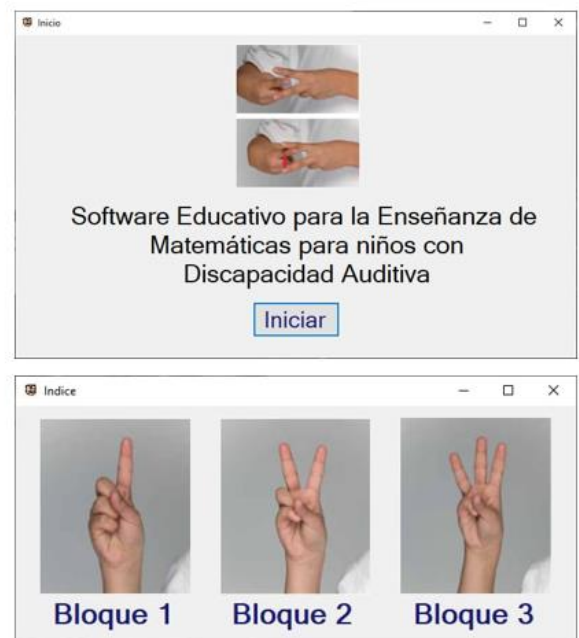 Inicio
Software Educativo para la Enseñanza de
Matemáticas para niños con
Discapacidad Auditiva
Iniciar
Indice
Bloque 1 Bloque 2 Bloque 3